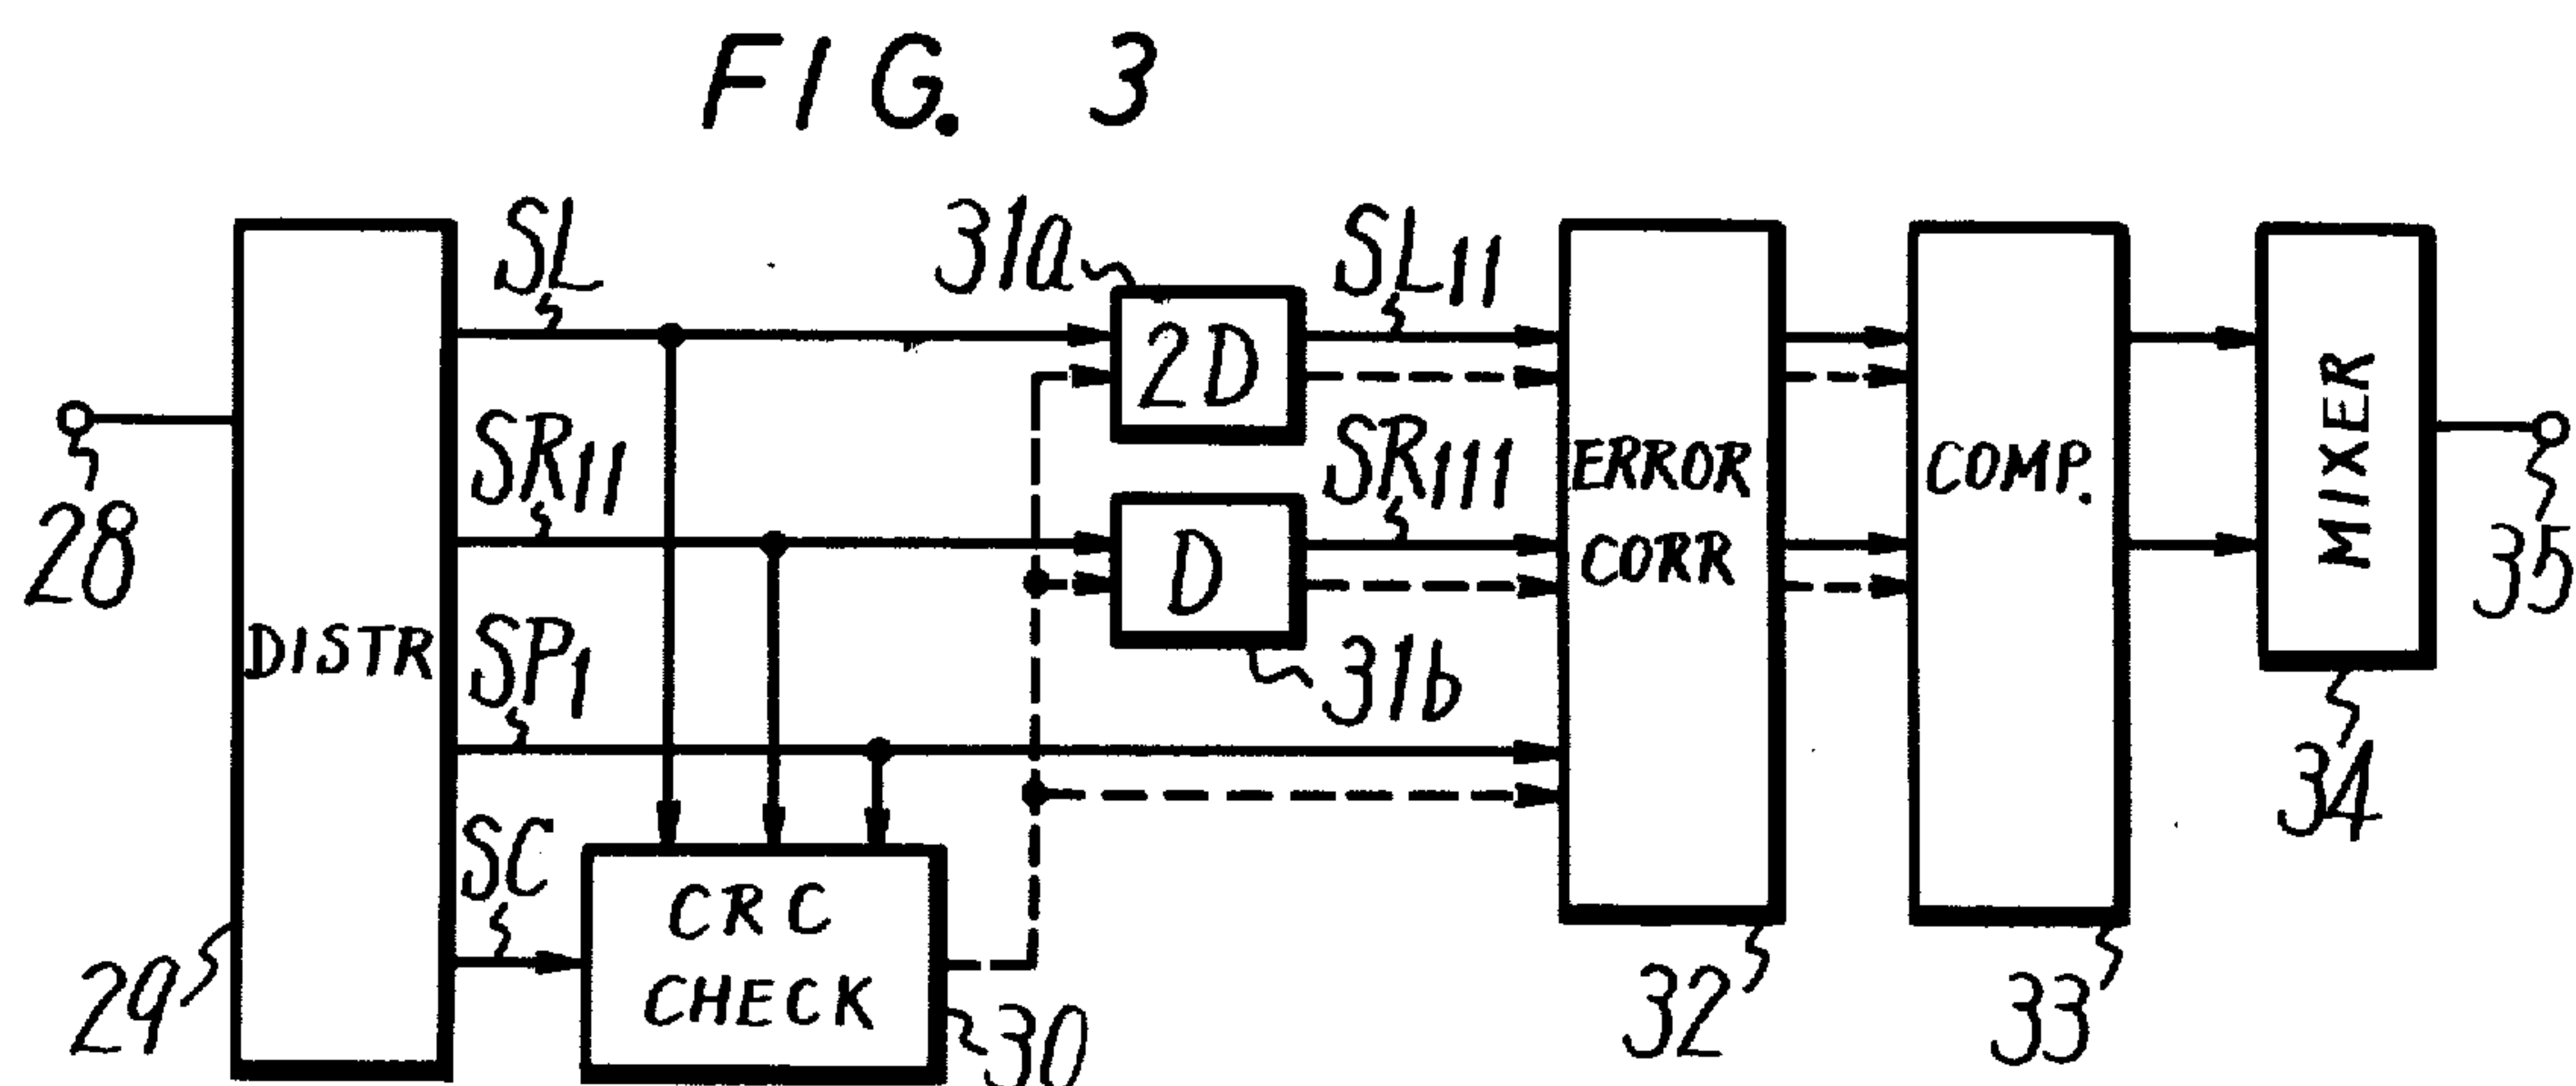 FIG. 3
SL
31a
SL11
2D
SR11
SR111
28
DISTR
D
ERROR
CORR
COMP.
MIXER
35
SP1
31b
34
SC
CRC
CHECK
29
30
32
33